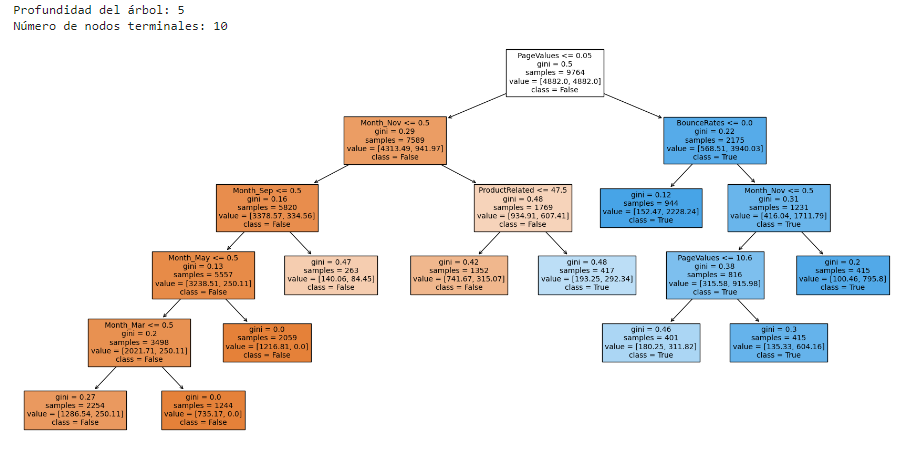 Profundidad del árbol: 5
Número de nodos terminales: 10
PageValues <= 0.05
gini = 0.5
samples = 9764
value = [4882.0, 4882.0]
class = False
Month_Nov <= 0.5
gini = 0.29
samples = 7589
value = [4313.49, 941.97]
class = False
BounceRates <= 0.0
gini = 0.22
samples = 2175
value = [568.51, 3940.03]
class = True
Month_Sep <= 0.5
gini = 0.16
samples = 5820
value = [3378.57, 334.56]
class = False
ProductRelated <= 47.5
gini = 0.48
samples = 1769
value = [934.91, 607.41]
class = False
gini = 0.12
samples = 944
value = [152.47, 2228.24]
class = True
Month_Nov <= 0.5
gini = 0.31
samples = 1231
value = [416.04, 1711.79]
class = True
Month_May <= 0.5
gini = 0.13
samples = 5557
value = [3238.51, 250.11]
class = False
gini = 0.47
samples = 263
value = [140.06, 84.45]
class = False
gini = 0.42
samples = 1352
value = [741.67, 315.07]
class = False
gini = 0.48
samples = 417
value = [193.25, 292.34]
class = True
PageValues <= 10.6
gini = 0.38
samples = 816
value = [315.58, 915.98]
class = True
gini = 0.2
samples = 415
value = [100.46, 795.8]
class = True
Month_Mar <= 0.5
gini = 0.2
samples = 3498
value = [2021.71, 250.11]
class = False
gini = 0.0
samples = 2059
value = [1216.81, 0.0]
class = False
gini = 0.46
samples = 401
value = [180.25, 311.82]
class = True
gini = 0.3
samples = 415
value = [135.33, 604.16]
class = True
gini = 0.27
samples = 2254
value = [1286.54, 250.11]
class = False
gini = 0.0
samples = 1244
value = [735.17, 0.0]
class = False